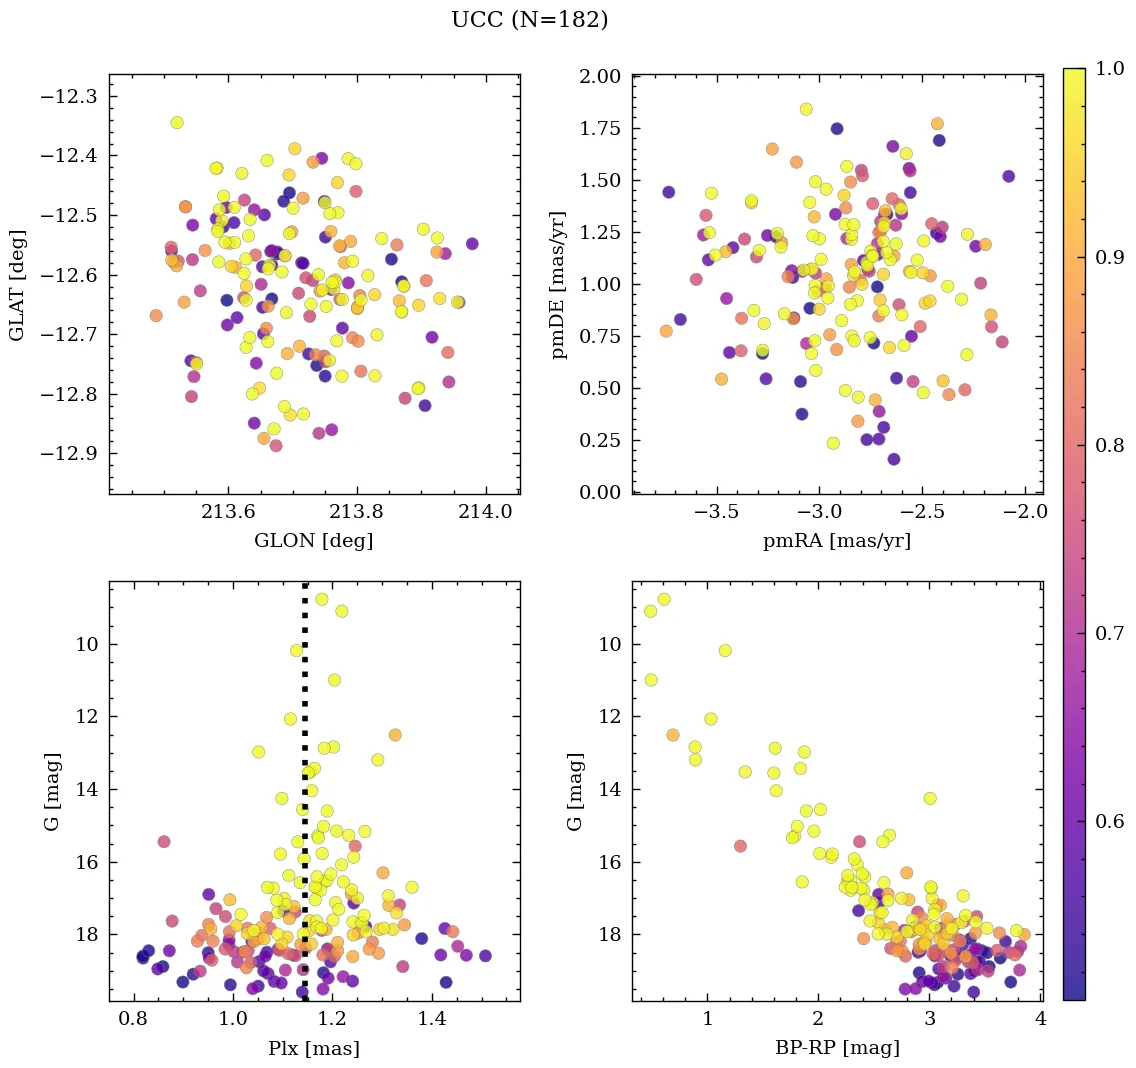 UCC (N=182)
−12.3
−12.4
−12.5
−12.6
−12.7
−12.8
−12.9
GLAT [deg]
213.6 213.8 214.0
GLON [deg]
2.00
1.75
1.50
1.25
1.00
0.75
0.50
0.25
0.00
pmDE [mas/yr]
−3.5 −3.0 −2.5 −2.0
pmRA [mas/yr]
10
12
14
16
18
G [mag]
0.8 1.0 1.2 1.4
Plx [mas]
10
12
14
16
18
G [mag]
1 2 3 4
BP-RP [mag]
1.0
0.9
0.8
0.7
0.6